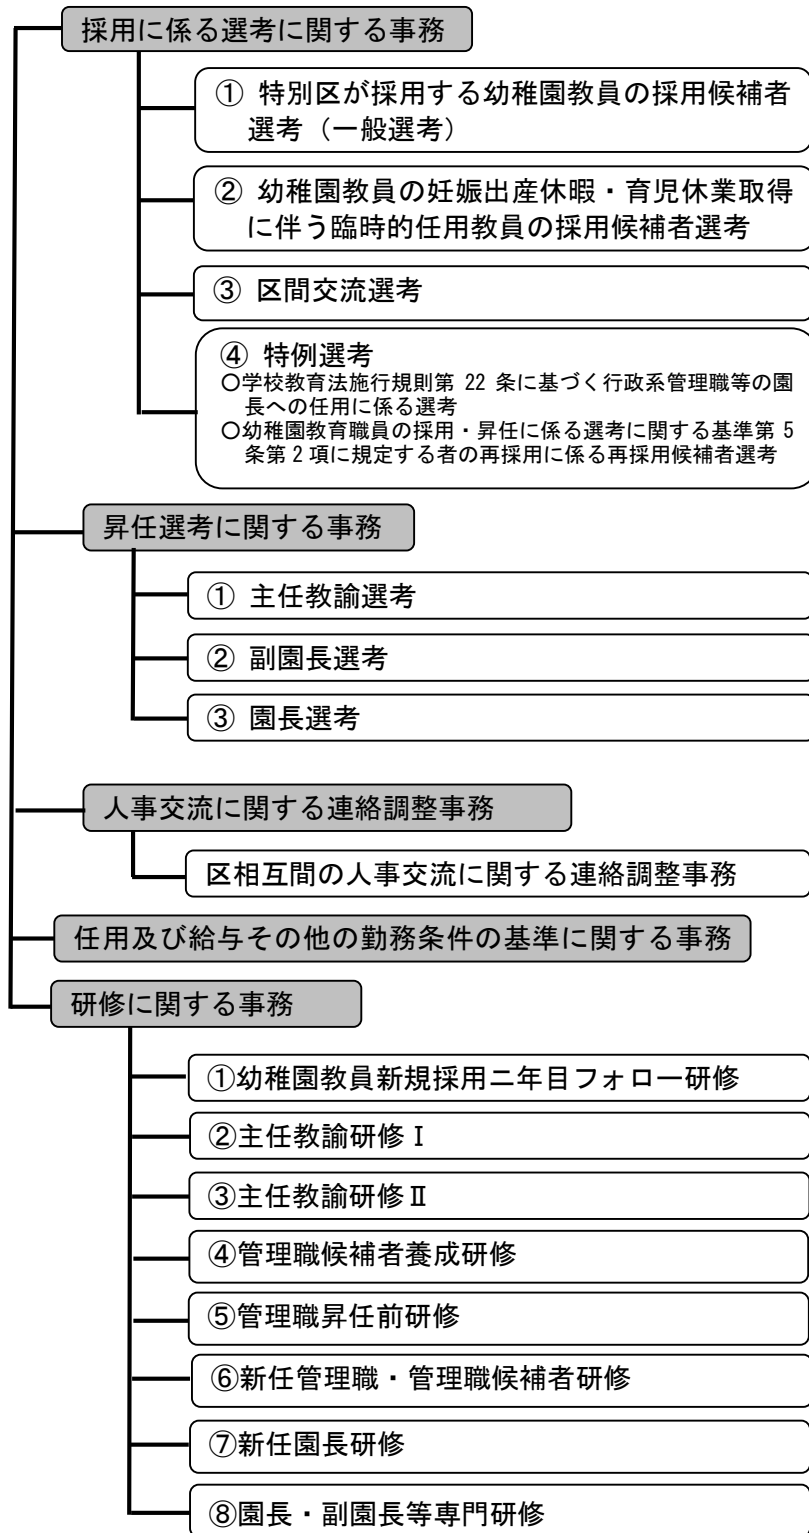 採用に係る選考に関する事務
① 特別区が採用する幼稚園教員の採用候補者
選考（一般選考）
② 幼稚園教員の妊娠出産休暇・育児休業取得
に伴う臨時的任用教員の採用候補者選考
③ 区間交流選考
④ 特例選考
○学校教育法施行規則第 22 条に基づく行政系管理職等の園
長への任用に係る選考
○幼稚園教育職員の採用・昇任に係る選考に関する基準第 5
条第 2 項に規定する者の再採用に係る再採用候補者選考
昇任選考に関する事務
① 主任教諭選考
② 副園長選考
③ 園長選考
人事交流に関する連絡調整事務
区相互間の人事交流に関する連絡調整事務
任用及び給与その他の勤務条件の基準に関する事務
研修に関する事務
①幼稚園教員新規採用二年目フォロー研修
②主任教諭研修Ⅰ
③主任教諭研修Ⅱ
④管理職候補者養成研修
⑤管理職昇任前研修
⑥新任管理職・管理職候補者研修
⑦新任園長研修
⑧園長・副園長等専門研修